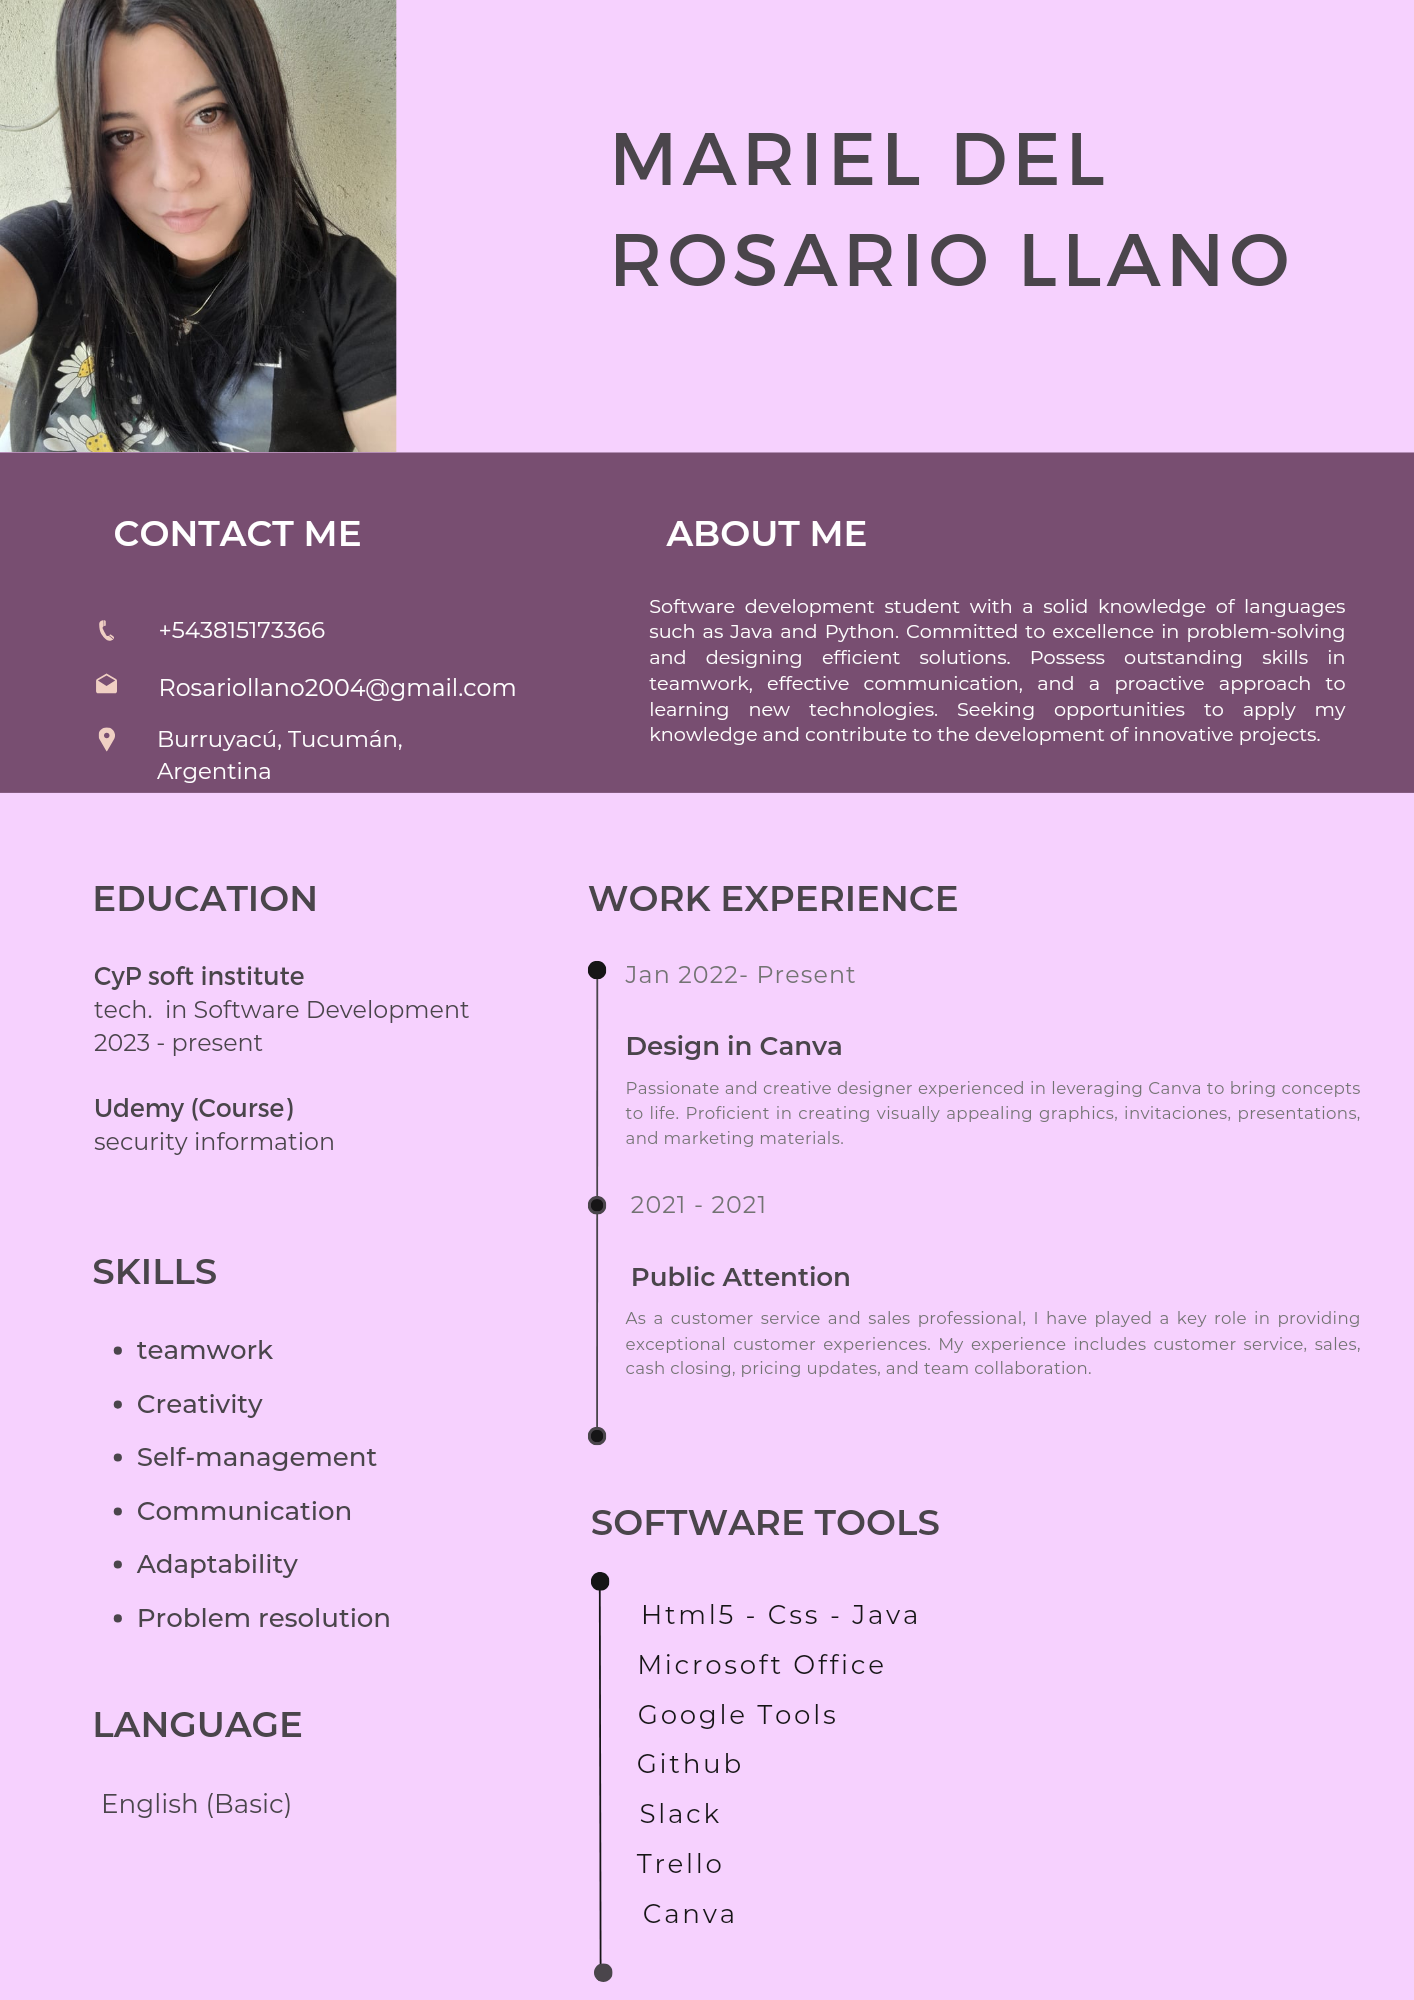 MARIEL DEL
ROSARIO LLANO
CONTACT ME
+543815173366
Rosariollano2004@gmail.com
Burruyacú, Tucumán,
Argentina
ABOUT ME
Software development student with a solid knowledge of languages
such as Java and Python. Committed to excellence in problem-solving
and designing efficient solutions. Possess outstanding skills in
teamwork, effective communication, and a proactive approach to
learning new technologies. Seeking opportunities to apply my
knowledge and contribute to the development of innovative projects.
EDUCATION
CyP soft institute
tech. in Software Development
2023 - present
Udemy (Course)
security information
SKILLS
• teamwork
• Creativity
• Self-management
• Communication
• Adaptability
• Problem resolution
LANGUAGE
English (Basic)
WORK EXPERIENCE
Jan 2022- Present
Design in Canva
Passionate and creative designer experienced in leveraging Canva to bring concepts
to life. Proficient in creating visually appealing graphics, invitaciones, presentations,
and marketing materials.
2021 - 2021
Public Attention
As a customer service and sales professional, I have played a key role in providing
exceptional customer experiences. My experience includes customer service, sales,
cash closing, pricing updates, and team collaboration.
SOFTWARE TOOLS
Html5 - Css - Java
Microsoft Office
Google Tools
Github
Slack
Trello
Canva